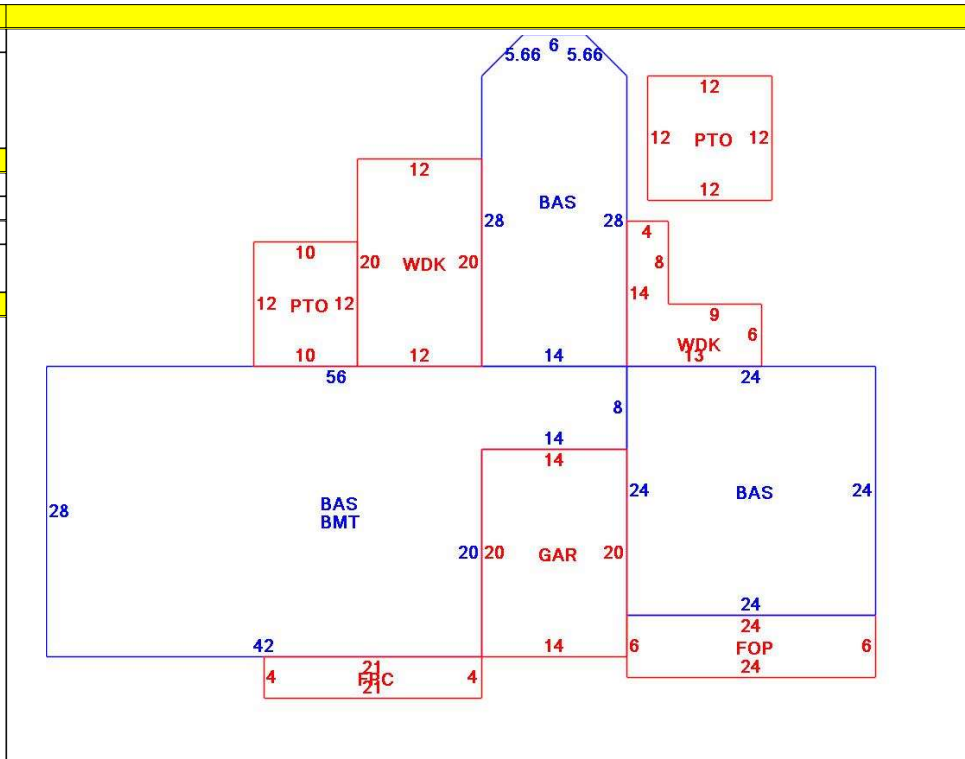 5.66 6 5.66
12
12 PTO 12
12
12
BAS
28 28
4
10
20 WDK 20
8
12 PTO 12
14
9
6
WDK
10 12 14 13
56 24
8
14
14
24 BAS 24
28
BAS
BMT
20 20 GAR 20
24
24
42 14 6 FOP 6
21 24
4 FBC 4
21